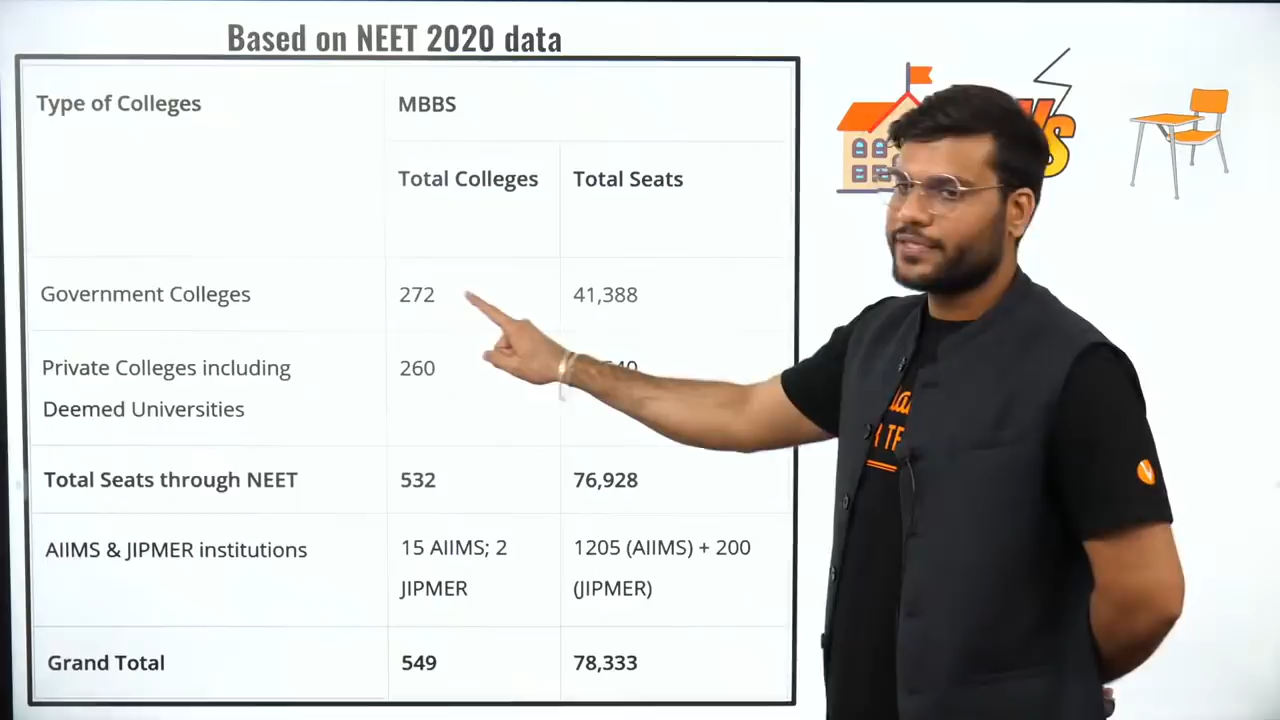 Based on NEET 2020 data
Type of Colleges MBBS
Total Colleges Total Seats
Government Colleges 272 41,388
Private Colleges including 260
Deemed Universities
Total Seats through NEET 532 76,928
AIIMS & JIPMER institutions 15 AIIMS; 2 1205 (AIIMS) + 200
JIPMER (JIPMER)
Grand Total 549 78,333